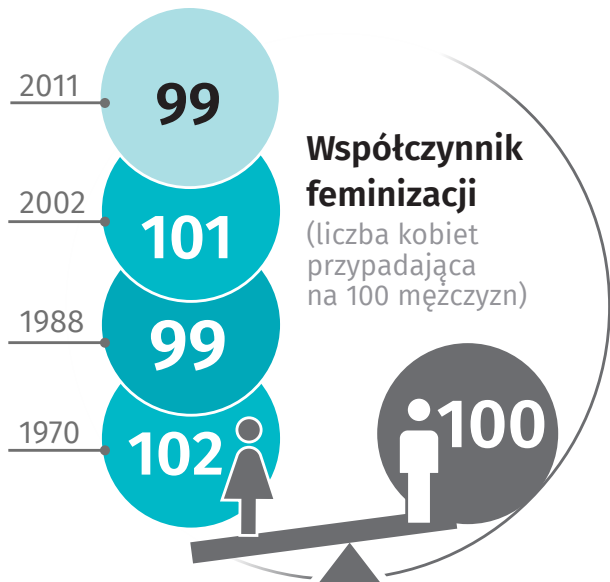 2011
99
Współczynnik
feminizacji
(liczba kobiet
przypadająca
na 100 mężczyzn)
2002
101
1988
99
1970
102
100